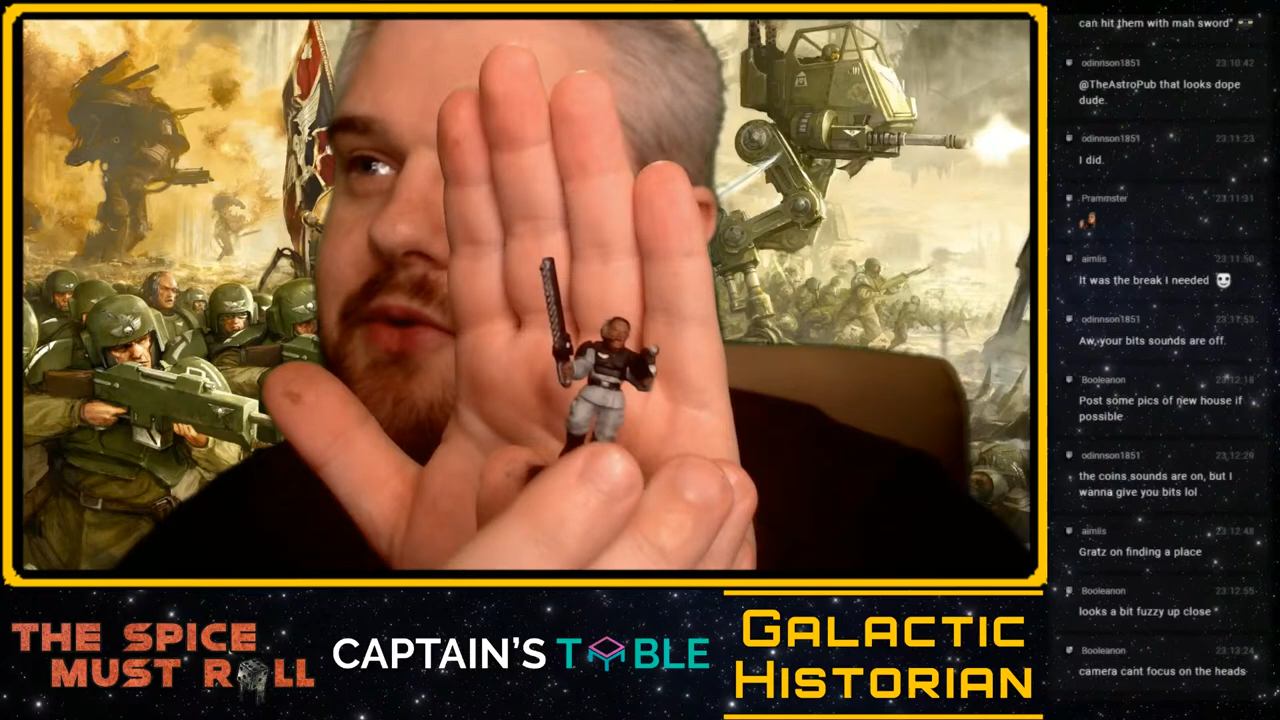 can hit them with mah sword"
odinnson1851 23:10:42
@TheAstroPub that looks dope
dude.
odinnson1851 23:11:23
I did.
Prammster 23:11:31
aimiis 23:11:50
It was the break I needed
odinnson1851 23:11:53
Aw, your bits sounds are off.
Booleanon 23:12:18
Post some pics of new house if
possible
odinnson1851 23:12:29
the coins sounds are on, but I
wanna give you bits lol
aimiis 23:12:48
Gratz on finding a place
Booleanon 23:12:55
looks a bit fuzzy up close
Booleanon 23:13:24
camera cant focus on the heads
THE SPICE
MUST ROLL
CAPTAIN'S TABLE
GALACTIC
HISTORIAN